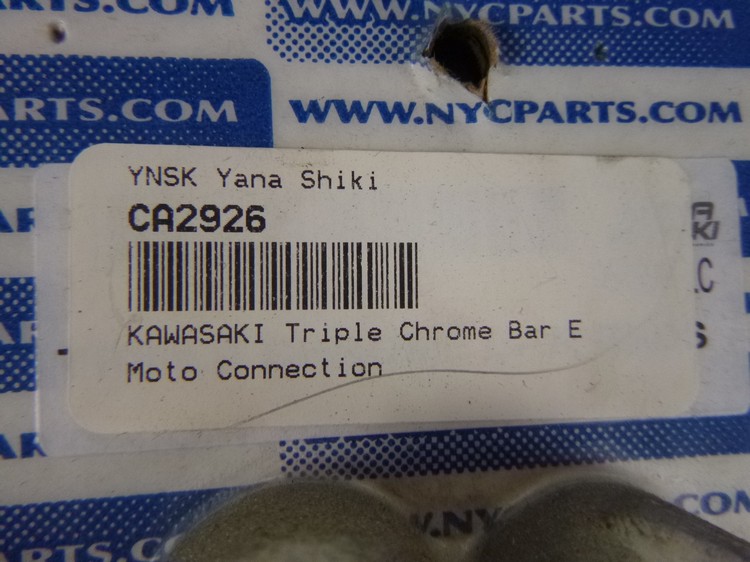 WWW.NYCPARTS.COM
ARTS.COM
WWW.NYCPARTS.COM
YNSK Yana Shiki
CA2926
KAWASAKI Triple Chrome Bar E
Moto Connection